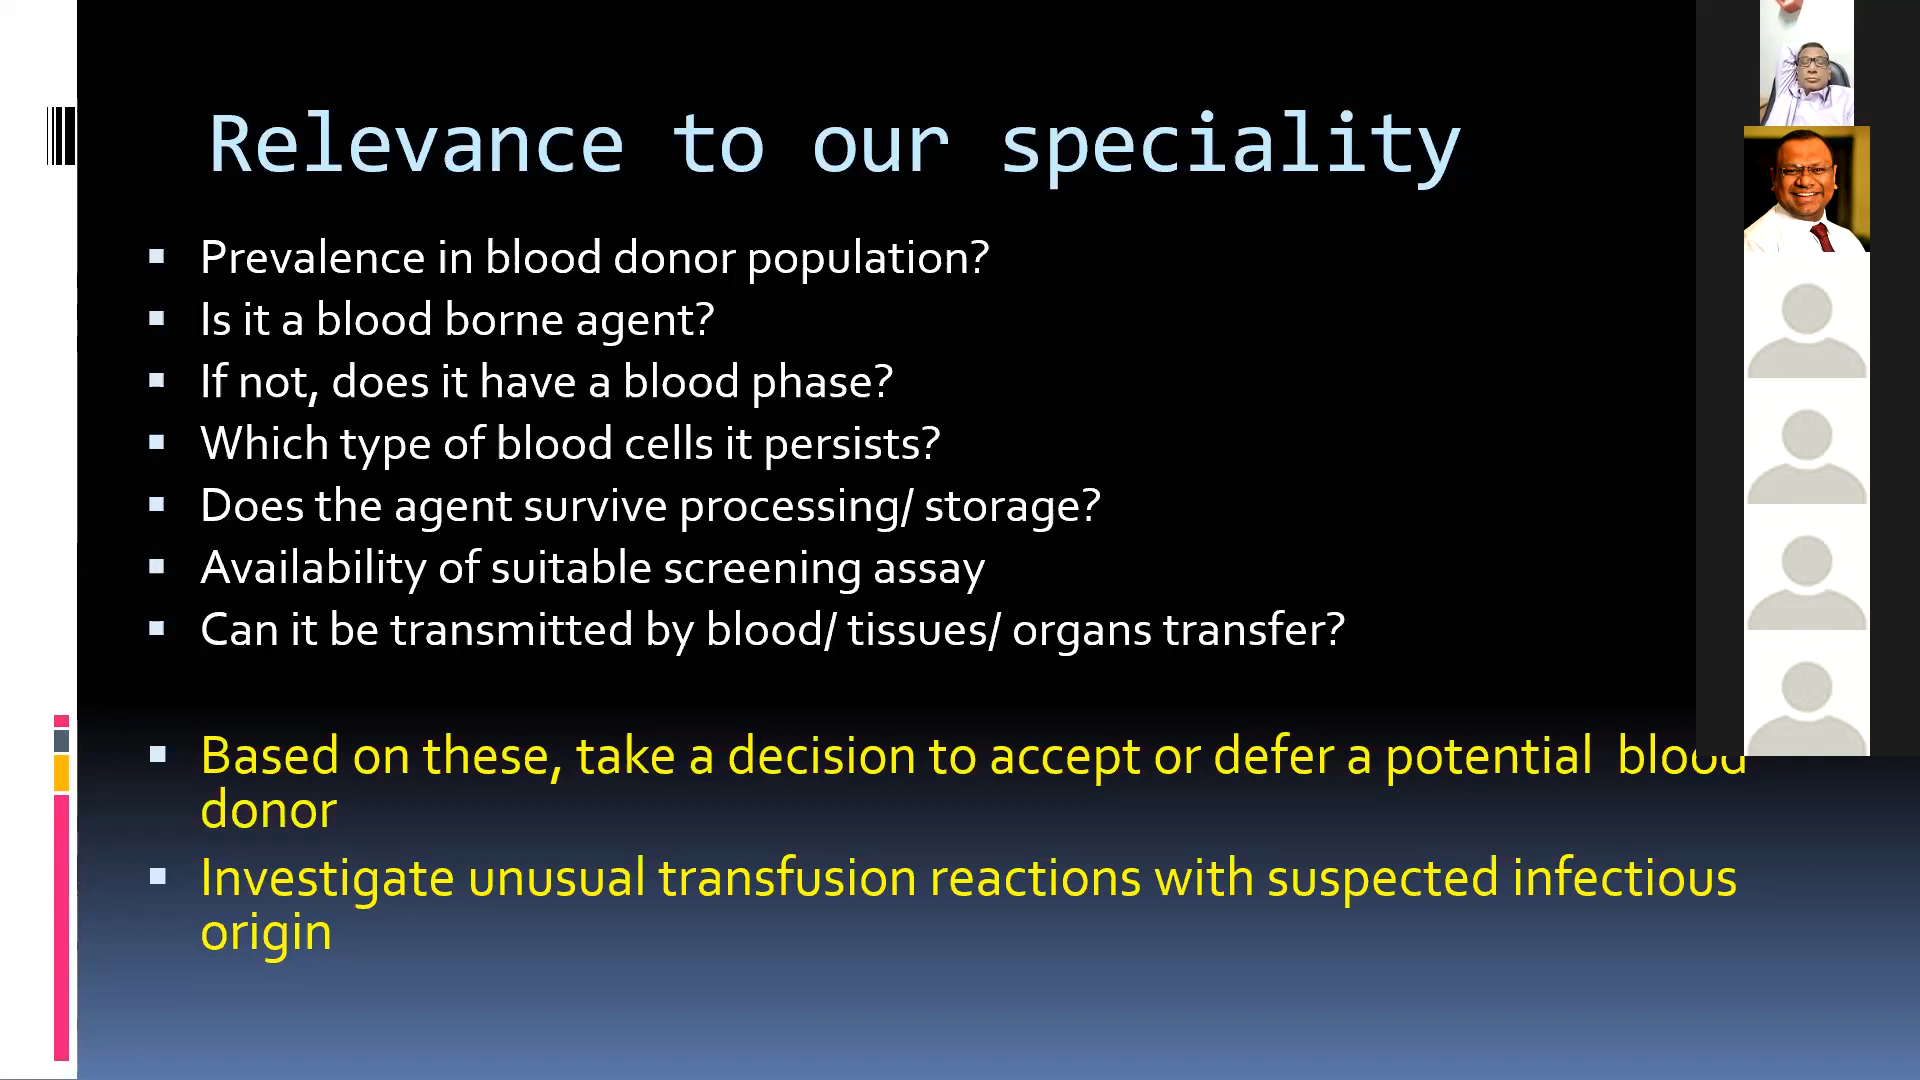 Relevance to our speciality
Prevalence in blood donor population?
Is it a blood borne agent?
If not, does it have a blood phase?
Which type of blood cells it persists?
Does the agent survive processing/ storage?
Availability of suitable screening assay
Can it be transmitted by blood/ tissues/ organs transfer?
Based on these, take a decision to accept or defer a potential  blood
donor
Investigate unusual transfusion reactions with suspected infectious
origin